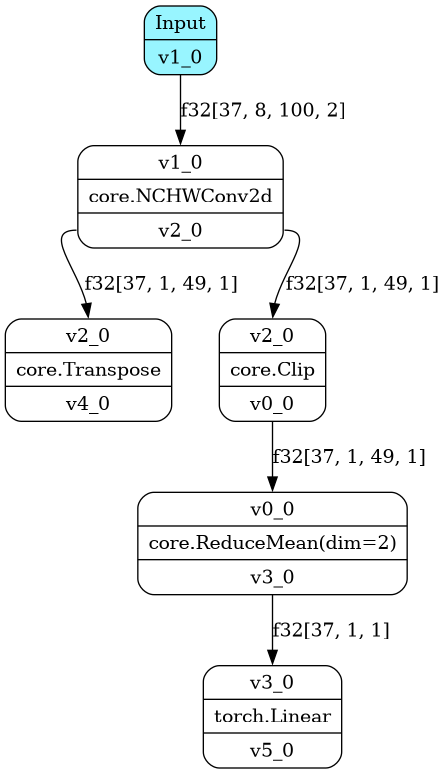 Input
v1_0
f32[37, 8, 100, 2]
v1_0
core.NCHWConv2d
v2_0
f32[37, 1, 49, 1]
f32[37, 1, 49, 1]
v2_0
core.Transpose
v4_0
v2_0
core.Clip
v0_0
f32[37, 1, 49, 1]
v0_0
core.ReduceMean(dim=2)
v3_0
f32[37, 1, 1]
v3_0
torch.Linear
v5_0